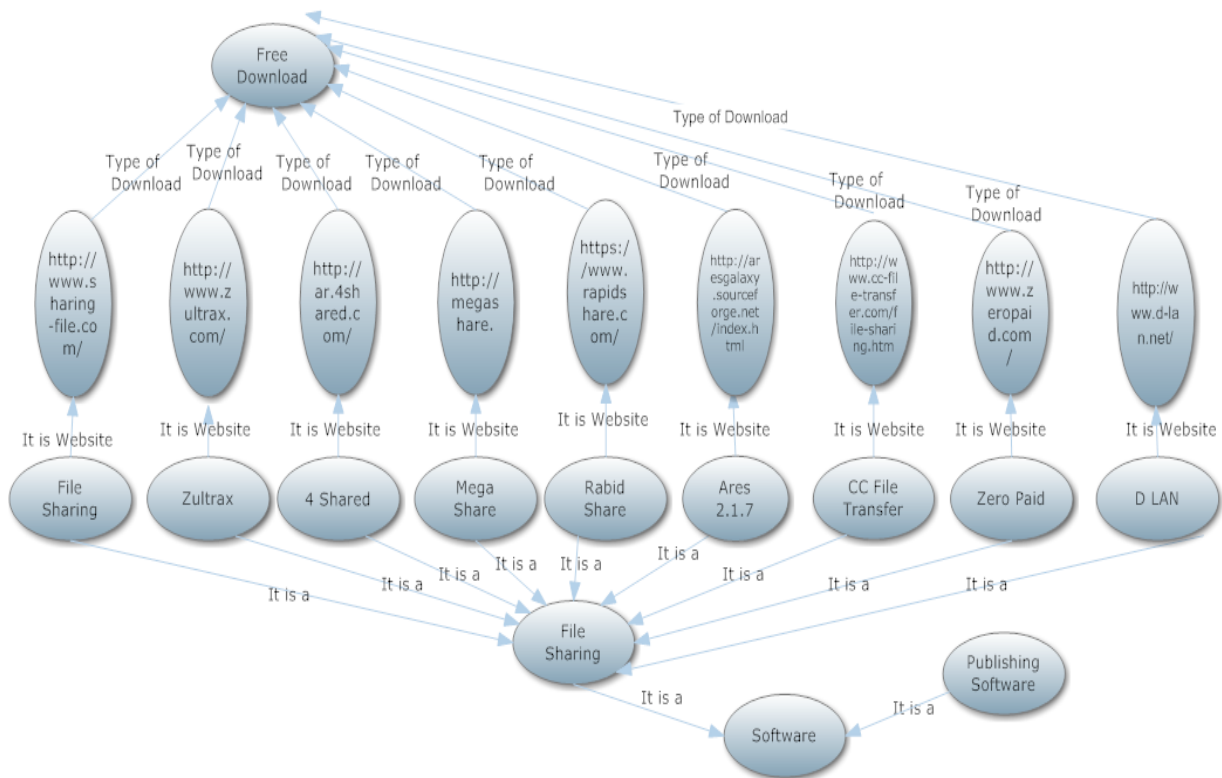 Free
Download
Type of Download
Type of
Download
Type of
Download
Type of
Download
Type of
Download
Type of
Download
Type of
Download
Type of
Download
Type of
Download
http://
www.s
haring
-file.co
m/
http://
www.z
ultrax.
com/
http://
ar.4sh
ared.c
om/
http://
megas
hare.
https:/
/www.
rapids
hare.c
om/
http://ar
esgalaxy
.sourcef
orge.net
/index.h
tml
http://w
ww.cc-fil
e-transf
er.com/f
ile-shari
ng.htm
http://
www.z
eropai
d.com
/
http://w
ww.d-la
n.net/
It is Website
It is Website
It is Website
It is Website
It is Website
It is Website
It is Website
It is Website
It is Website
File
Sharing
Zultrax
4 Shared
Mega
Share
Rabid
Share
Ares
2.1.7
CC File
Transfer
Zero Paid
D LAN
It is a
It is a
It is a
It is a
It is a
It is a
It is a
It is a
It is a
File
Sharing
Publishing
Software
It is a
It is a
Software